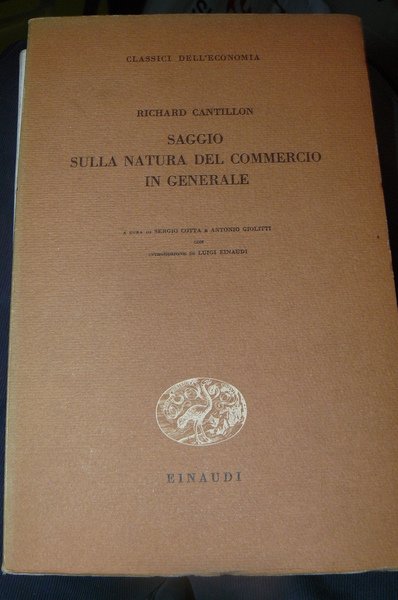 CLASSICI DELL'ECONOMIA
RICHARD CANTILLON
SAGGIO
SULLA NATURA DEL COMMERCIO
IN GENERALE
A CURA DI SERGIO COTTA E ANTONIO GIOLITTI
CON
INTRODUZIONE DI LUIGI EINAUDI
EINAUDI